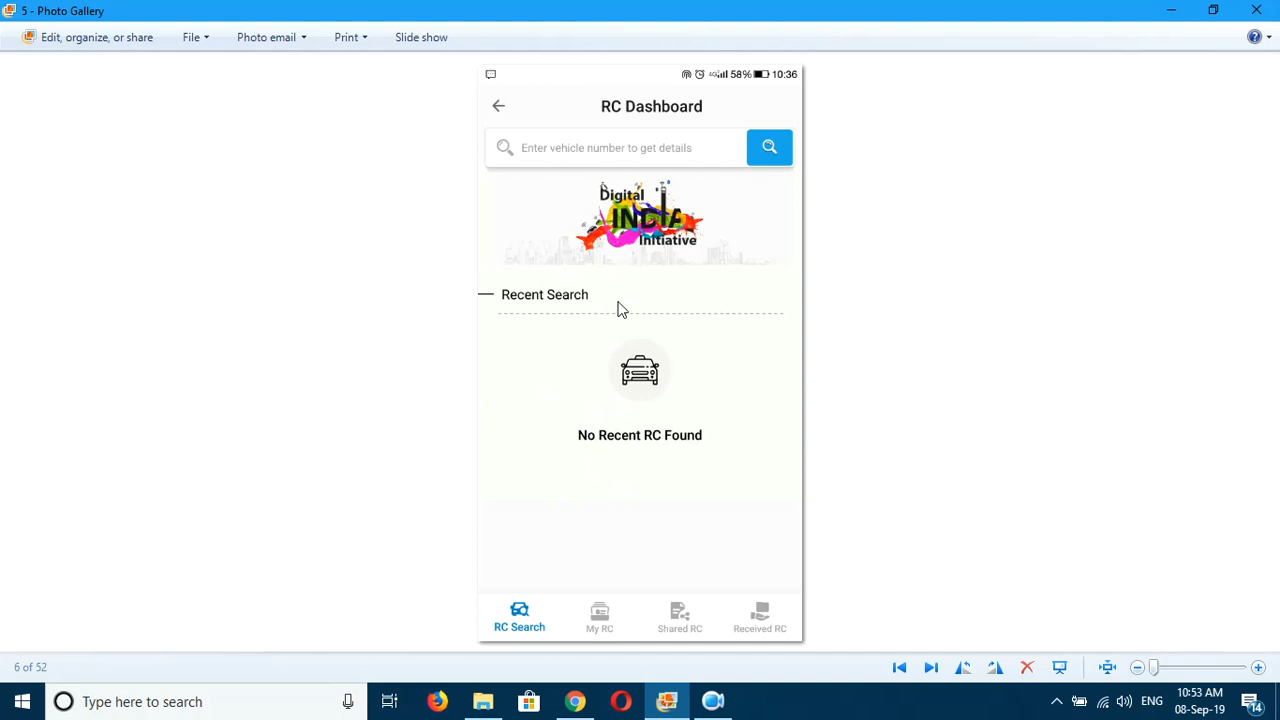 5 - Photo Gallery
Edit, organize, or share File Photo email Print Slide show
58% 10:36
RC Dashboard
Enter vehicle number to get details
Digital
INDIA
Initiative
Recent Search
No Recent RC Found
RC Search My RC Shared RC Received RC
6 of 52
Type here to search
ENG
10:53 AM
08-Sep-19
14